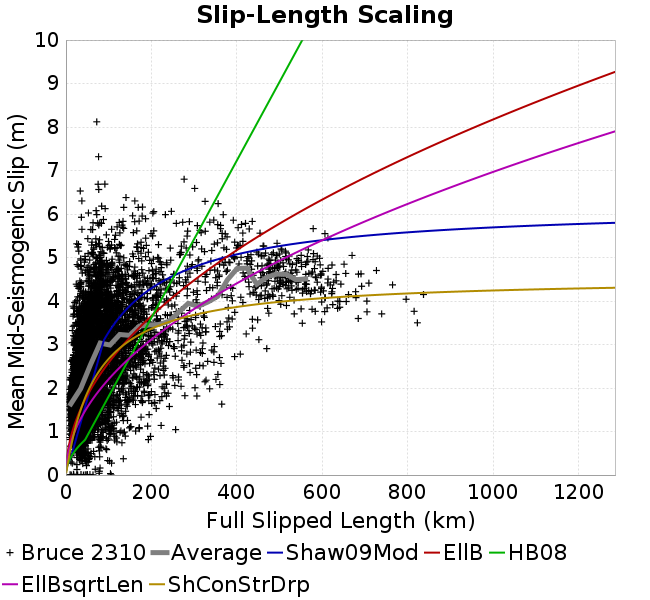 Slip-Length Scaling
Mean Mid-Seismogenic Slip (m)
10
9
8
7
6
5
4
3
2
1
0
0 200 400 600 800 1000 1200
Full Slipped Length (km)
Bruce 2310 Average Shaw09Mod EllB HB08
EllBsqrtLen ShConStrDrp